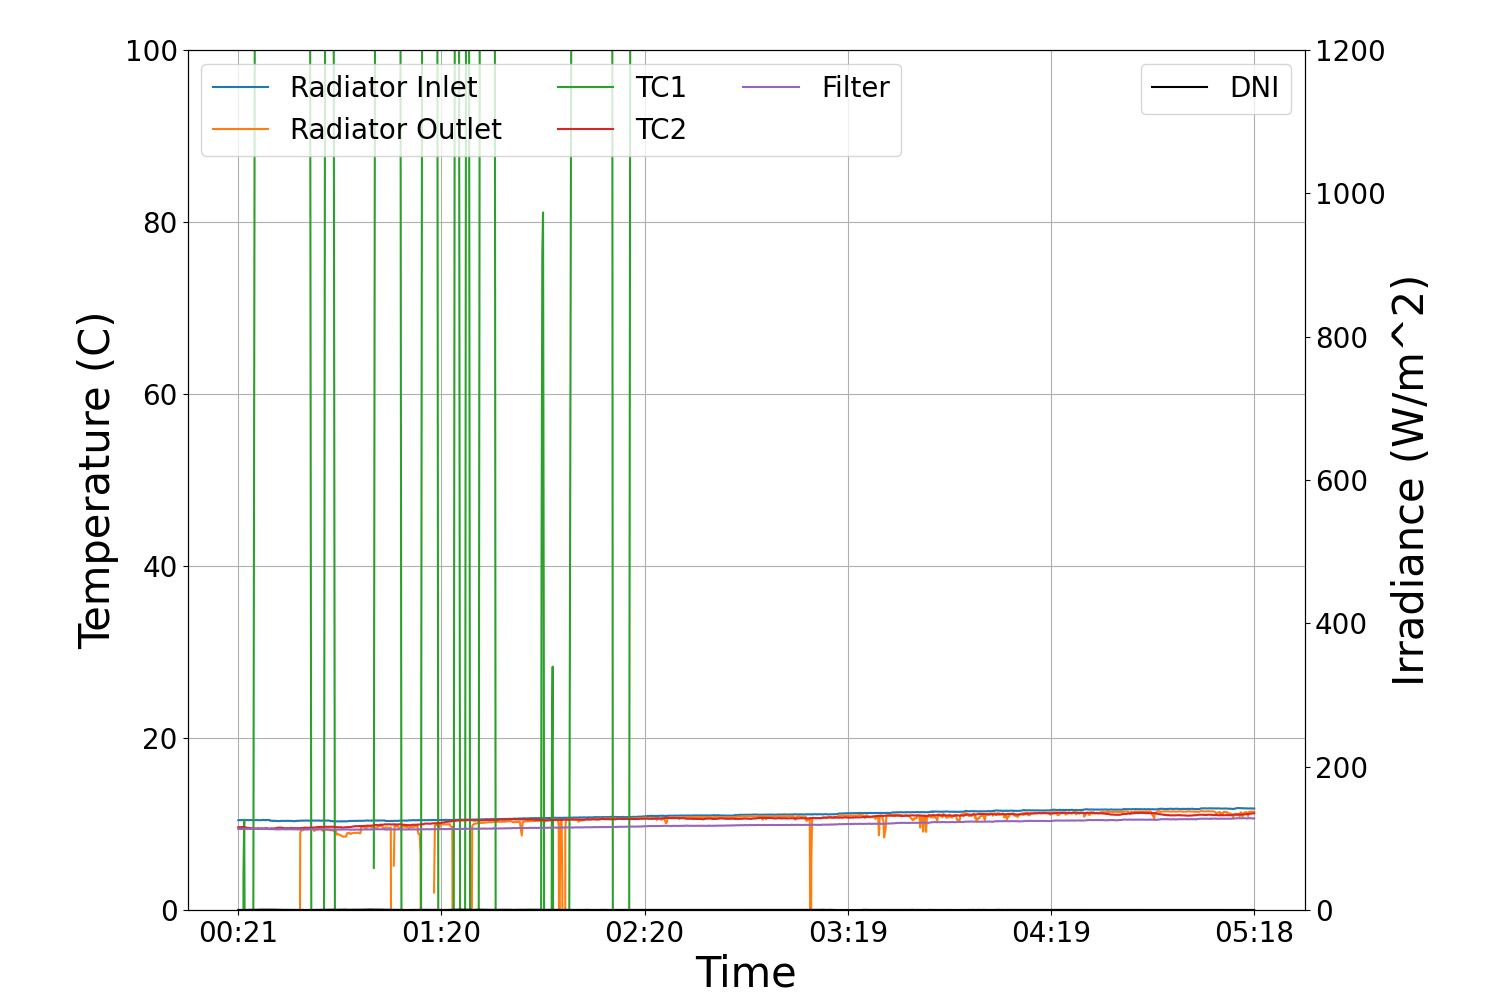 100
80
60
40
20
0
Temperature (C)
Radiator Inlet
Radiator Outlet
TC1
TC2
Filter
DNI
1200
1000
800
600
400
200
0
Irradiance (W/m^2)
00:21 01:20 02:20 03:19 04:19 05:18
Time